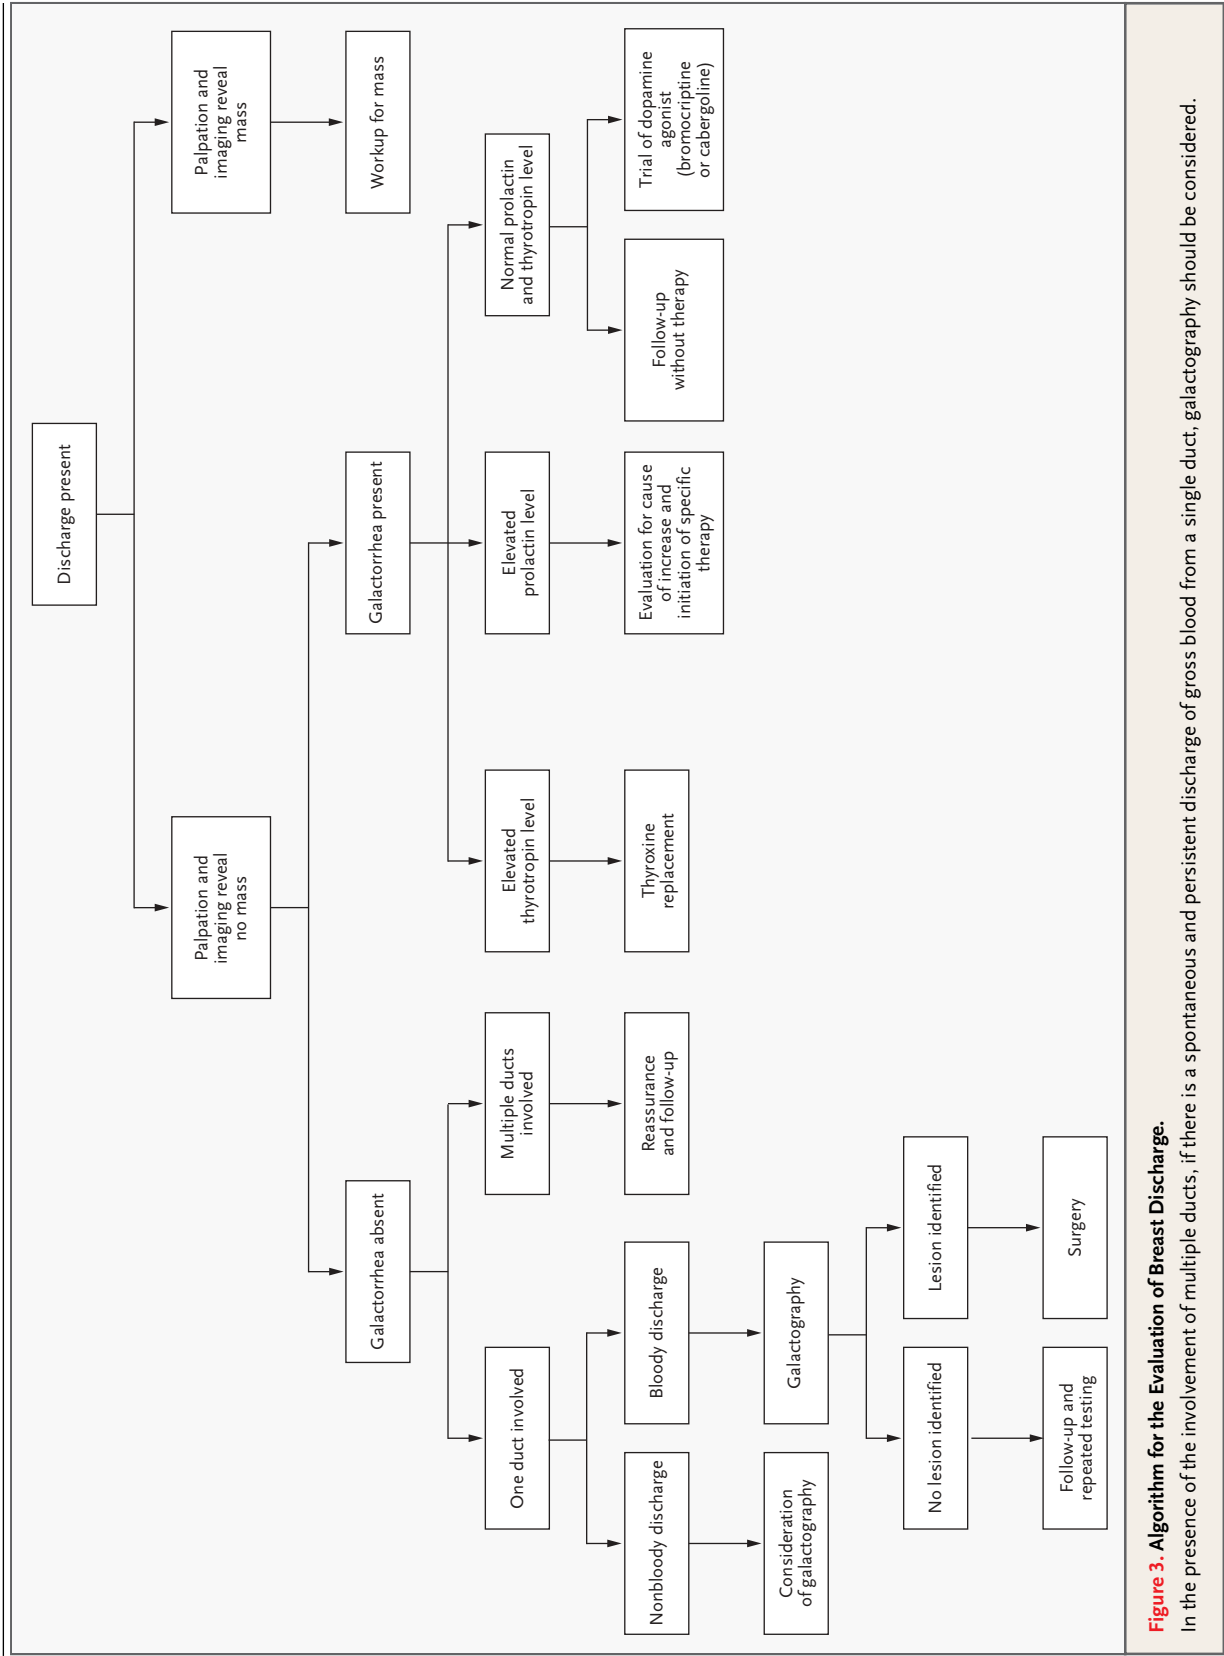 Discharge present
Palpation and
imaging reveal
no mass
Palpation and
imaging reveal
mass
Galactorrhea absent
Galactorrhea present
Workup for mass
One duct involved
Multiple ducts
involved
Elevated
thyrotropin level
Elevated
prolactin level
Normal prolactin
and thyrotropin level
Nonbloody discharge
Bloody discharge
Reassurance
and follow-up
Thyroxine
replacement
Evaluation for cause
of increase and
initiation of specific
therapy
Follow-up
without therapy
Trial of dopamine
agonist
(bromocriptine
or cabergoline)
Consideration
of galactography
Galactography
No lesion identified
Lesion identified
Follow-up and
repeated testing
Surgery
Figure 3. Algorithm for the Evaluation of Breast Discharge.
In the presence of the involvement of multiple ducts, if there is a spontaneous and persistent discharge of gross blood from a single duct, galactography should be considered.